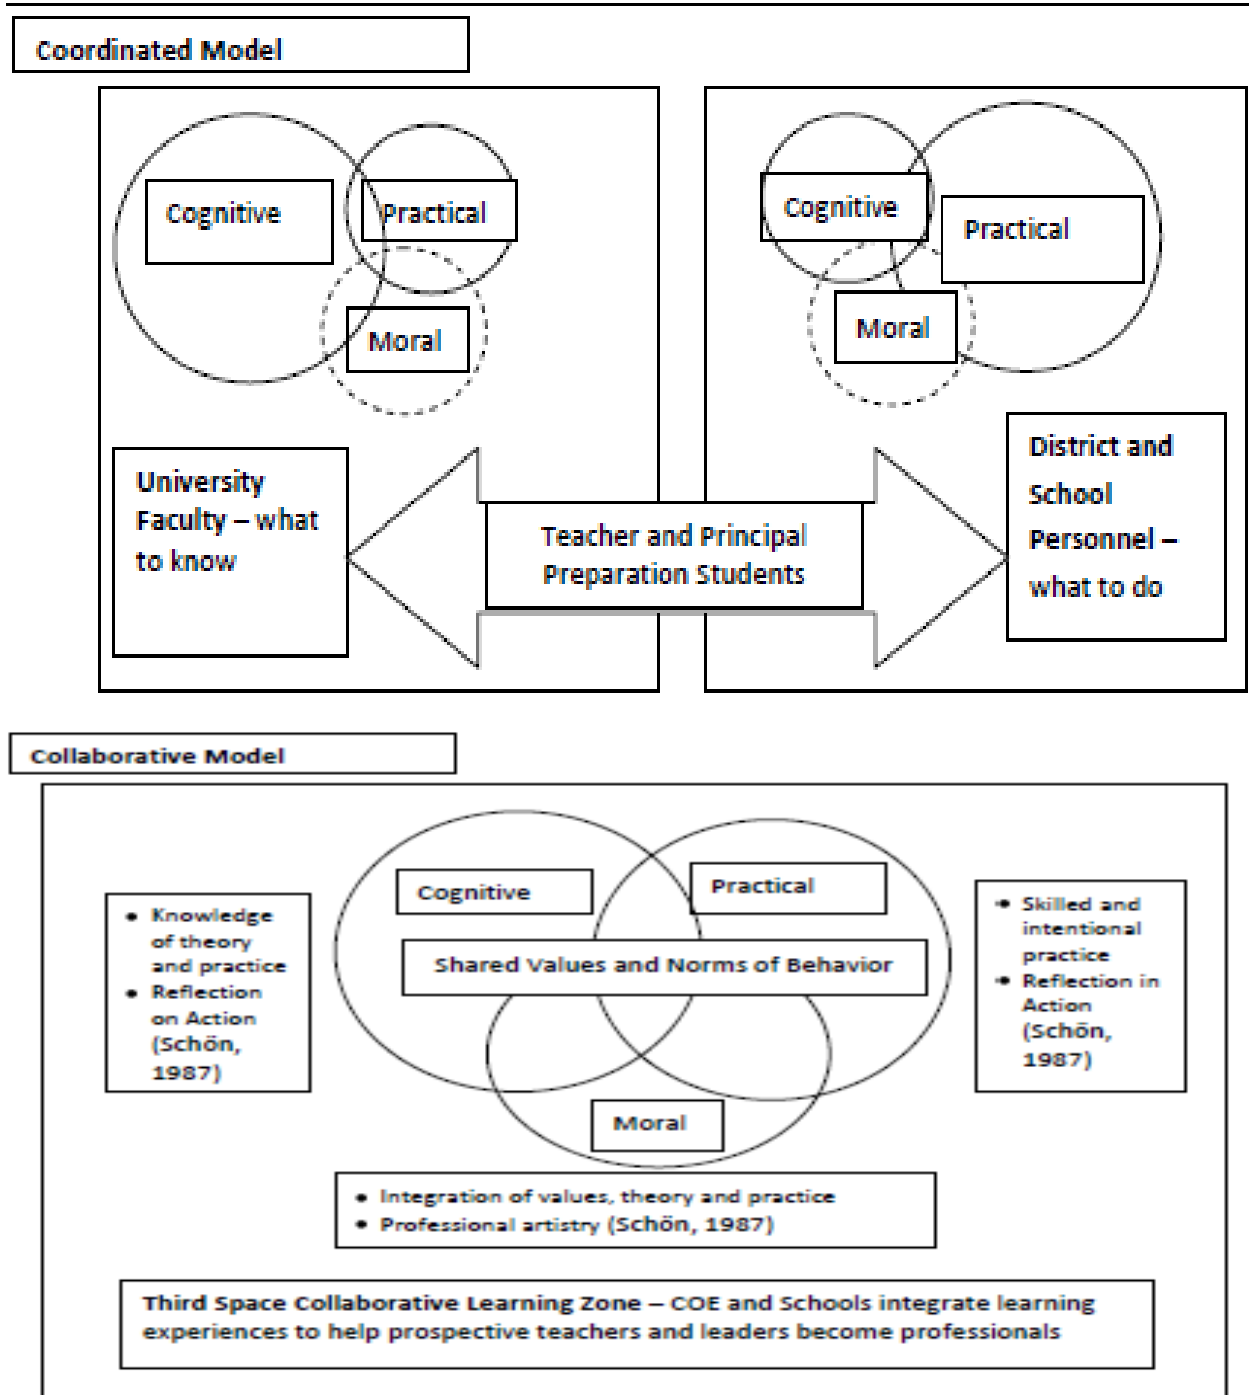 Coordinated Model
Cognitive
Practical
Moral
Cognitive
Practical
Moral
University
Faculty – what
to know
Teacher and Principal
Preparation Students
District and
School
Personnel –
what to do
Collaborative Model
Cognitive
Practical
Shared Values and Norms of Behavior
Moral
• Knowledge
of theory
and practice
• Reflection
on Action
(Schön,
1987)
• Skilled and
intentional
practice
• Reflection in
Action
(Schön,
1987)
• Integration of values, theory and practice
• Professional artistry (Schön, 1987)
Third Space Collaborative Learning Zone – COE and Schools integrate learning
experiences to help prospective teachers and leaders become professionals